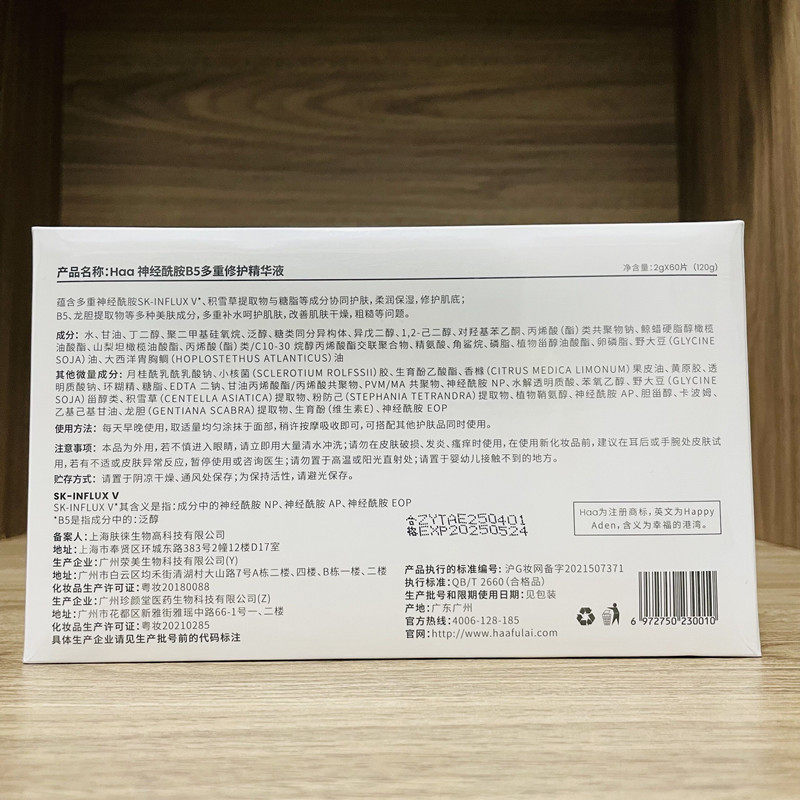 产品名称:Haa 神经酰胺B5多重修护精华液
净含量:2gX60片 (120g)
蕴含多重神经酰胺SK-INFLUX V*、积雪草提取物与糖脂等成分协同护肤,柔润保湿,修护肌底;
B5、龙胆提取物等多种美肤成分,多重补水呵护肌肤,改善肌肤干燥,粗糙等问题。
成分: 水、甘油、丁二醇、聚二甲基硅氧烷、泛醇、糖类同分异构体、异戊二醇、1,2-己二醇、对羟基苯乙酮、丙烯酸(酯)类共聚物钠、鲸蜡硬脂醇橄榄
油酸酯、山梨坦橄榄油酸酯、丙烯酸(酯)类/C10-30 烷醇丙烯酸酯交联聚合物、精氨酸、角鲨烷、磷脂、植物甾醇油酸酯、卵磷脂、野大豆(GLYCINE
SOJA)油、大西洋胸棘鲷(HOPLOSTETHUS ATLANTICUS)油
其他微量成分: 月桂酰乳酰乳酸钠、小核菌(SCLEROTIUM ROLFSSII)胶、生育酚乙酸酯、香橼(CITRUS MEDICA LIMONUM)果皮油、黄原胶、透
明质酸钠、环糊精、糖脂、EDTA 二钠、甘油丙烯酸酯/丙烯酸共聚物、PVM/MA 共聚物、神经酰胺 NP、水解透明质酸、苯氧乙醇、野大豆(GLYCINE
SOJA)甾醇类、积雪草(CENTELLA ASIATICA)提取物、粉防己(STEPHANIA TETRANDRA)提取物、植物鞘氨醇、神经酰胺 AP、胆甾醇、卡波姆、
乙基己基甘油、龙胆(GENTIANA SCABRA)提取物、生育酚(维生素E)、神经酰胺 EOP
使用方法: 每天早晚使用,取适量均匀涂抹于面部,稍许按摩吸收即可,可搭配其他护肤品同时使用。
注意事项: 本品为外用,若不慎进入眼睛,请立即用大量清水冲洗;请勿在皮肤破损、发炎、瘙痒时使用,在使用新化妆品前,建议在耳后或手腕处皮肤试
用,若有不适或皮肤异常反应,暂停使用或咨询医生;请勿置于高温或阳光直射处;请置于婴幼儿接触不到的地方。
贮存方式: 请置于阴凉干燥、通风处保存;为保持活性,请避光保存。
SK-INFLUX V
SK-INFLUX V*其含义是指:成分中的神经酰胺 NP、神经酰胺 AP、神经酰胺 EOP
*B5是指成分中的:泛醇
合格 ZYTAE250401
EXP20250524
Haa为注册商标,英文为Happy
Aden,含义为幸福的港湾。
备案人: 上海肤徕生物高科技有限公司
地址: 上海市奉贤区环城东路383号2幢12楼D17室
生产企业: 广州荣美生物科技有限公司(Y)
地址: 广州市白云区均禾街清湖村大山路7号A栋二楼、四楼、B栋一楼、二楼
化妆品生产许可证: 粤妆20180088
生产企业: 广州珍颜堂医药生物科技有限公司(Z)
地址: 广州市花都区新雅街雅瑶中路66-1号一、二楼
化妆品生产许可证: 粤妆20210285
具体生产企业请见生产批号前的代码标注
产品执行的标准编号: 沪G妆网备字2021507371
执行标准: QB/T 2660 (合格品)
生产批号和限期使用日期: 见包装
产地: 广东广州
官方热线: 4006-128-185
官网: http://www.haafulai.com
6 972750 230010